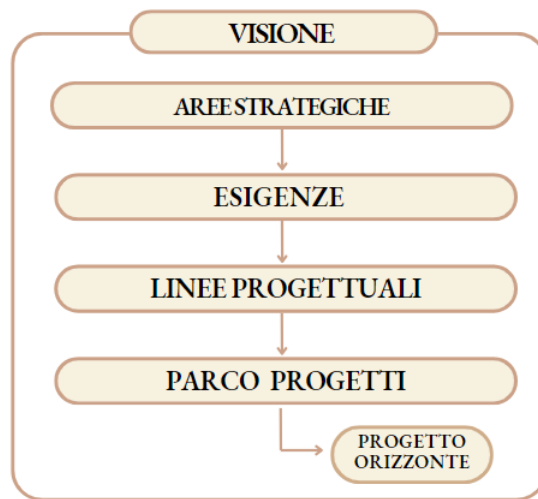 VISIONE
AREE STRATEGICHE
ESIGENZE
LINEE PROGETTUALI
PARCO PROGETTI
PROGETTO
ORIZZONTE